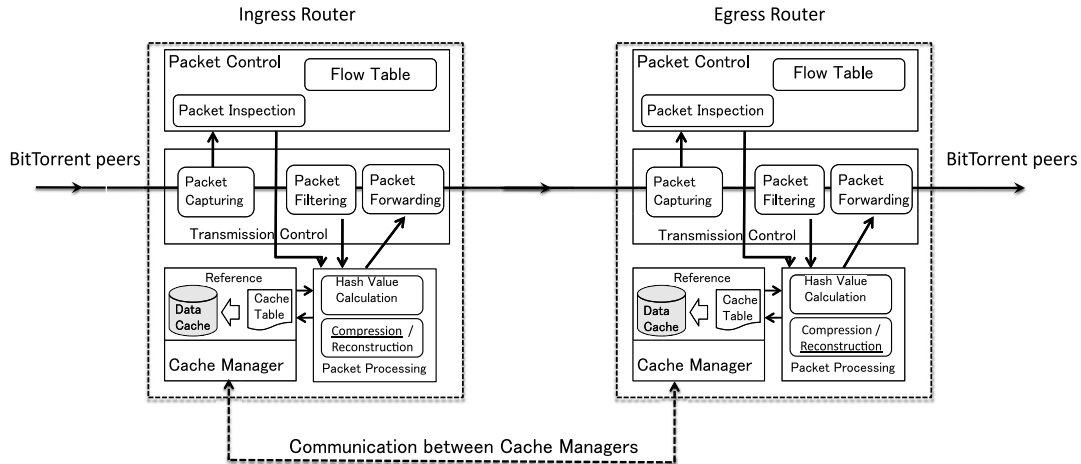 Ingress Router
Egress Router
Packet Control
Flow Table
Packet Inspection
BitTorrent peers
Packet
Capturing
Packet
Filtering
Packet
Forwarding
Transmission Control
Reference
Data
Cache
Cache
Table
Hash Value
Calculation
Compression /
Reconstruction
Cache Manager
Packet Processing
Packet Control
Flow Table
Packet Inspection
BitTorrent peers
Packet
Capturing
Packet
Filtering
Packet
Forwarding
Transmission Control
Reference
Data
Cache
Cache
Table
Hash Value
Calculation
Compression /
Reconstruction
Cache Manager
Packet Processing
Communication between Cache Managers